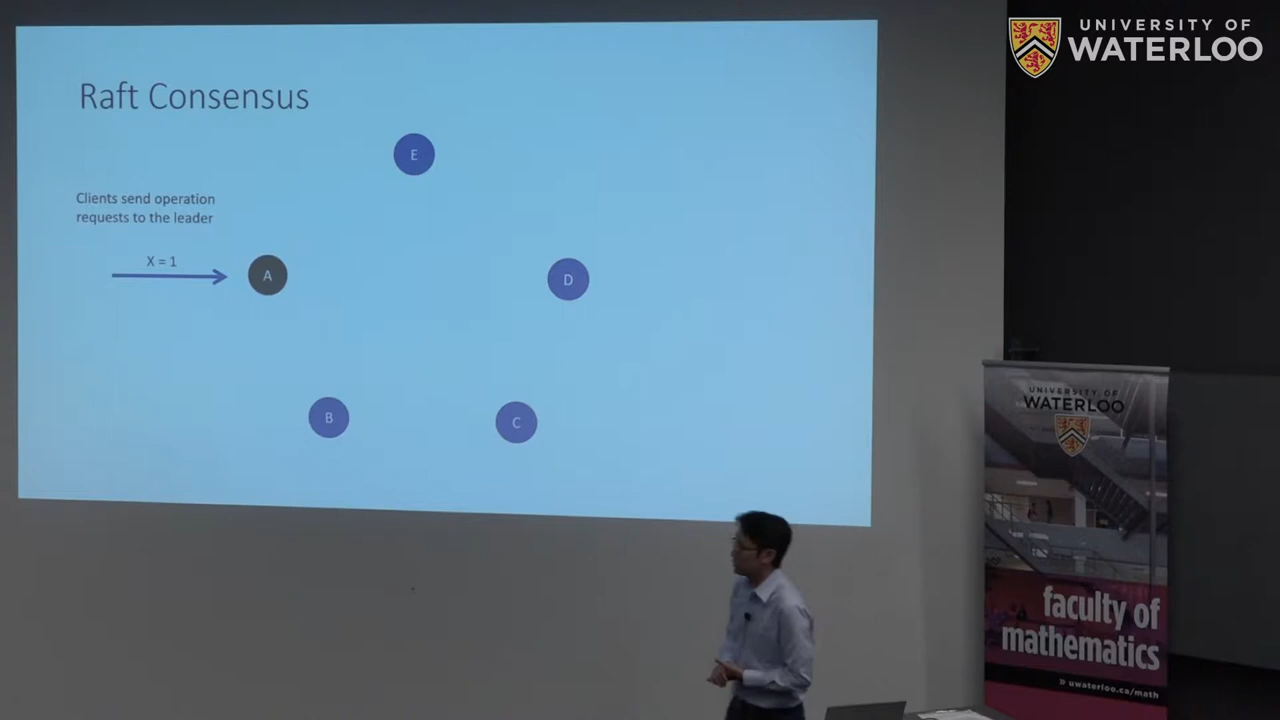 UNIVERSITY OF
WATERLOO
Raft Consensus
E
Clients send operation
requests to the leader
X = 1
A
D
B
C
UNIVERSITY OF
WATERLOO
faculty of
mathematics
» uwaterloo.ca/math